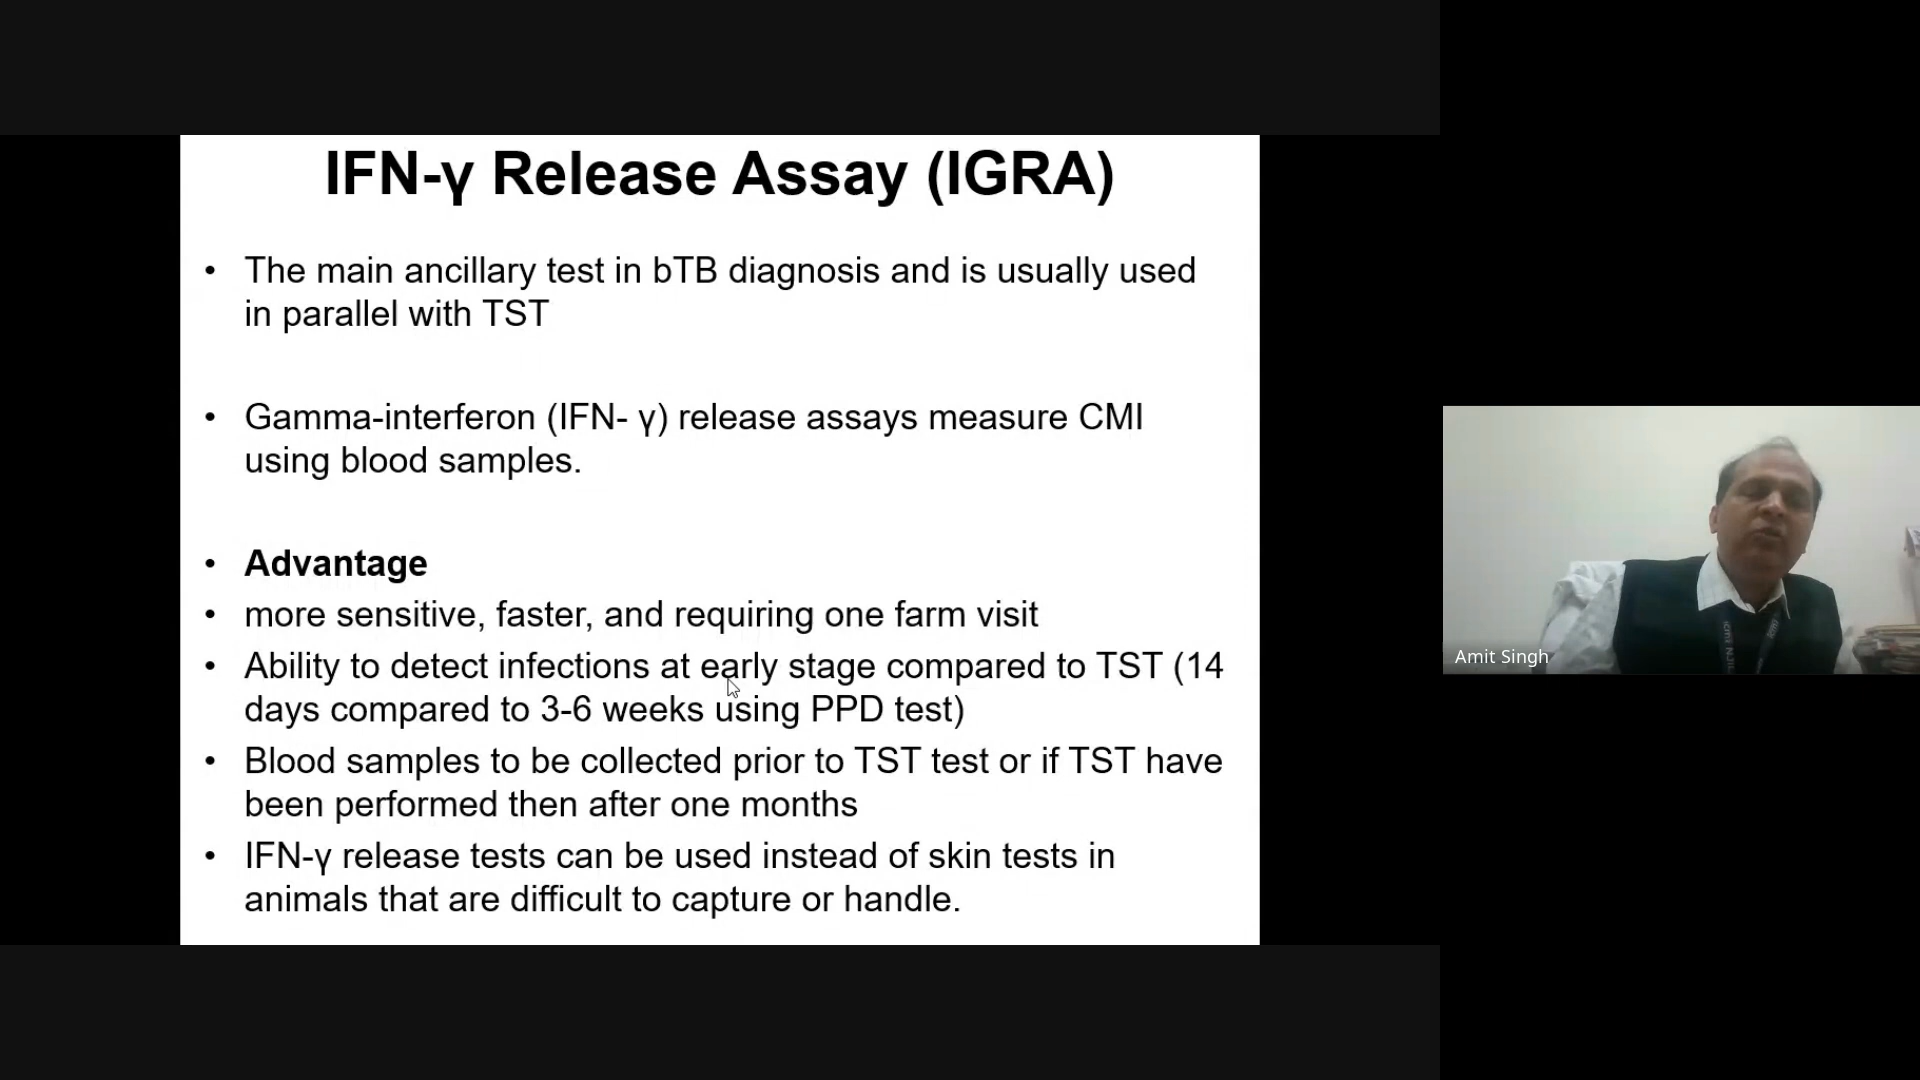 IFN-γ Release Assay (IGRA)
• The main ancillary test in bTB diagnosis and is usually used
in parallel with TST
• Gamma-interferon (IFN- γ) release assays measure CMI
using blood samples.
• Advantage
• more sensitive, faster, and requiring one farm visit
• Ability to detect infections at early stage compared to TST (14
days compared to 3-6 weeks using PPD test)
• Blood samples to be collected prior to TST test or if TST have
been performed then after one months
• IFN-γ release tests can be used instead of skin tests in
animals that are difficult to capture or handle.
Amit Singh